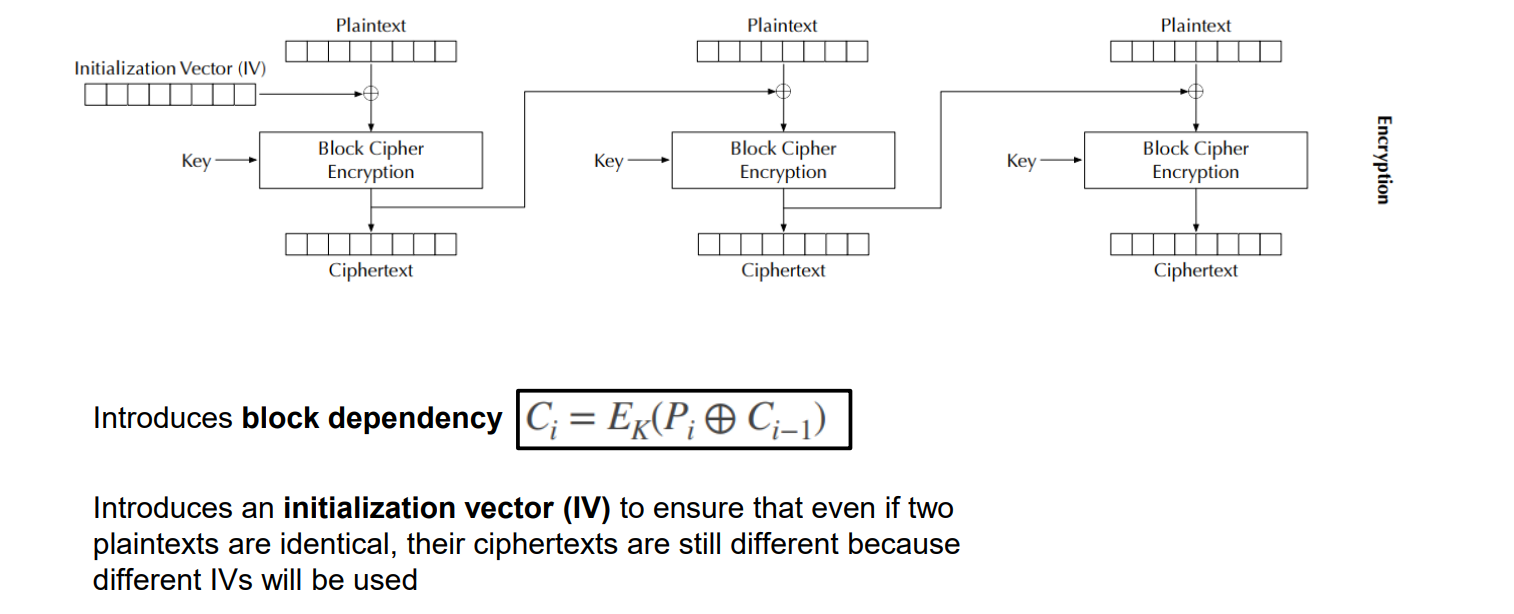 Plaintext
Plaintext
Plaintext
Initialization Vector (IV)
Key
Block Cipher
Encryption
Key
Block Cipher
Encryption
Key
Block Cipher
Encryption
Encryption
Ciphertext
Ciphertext
Ciphertext
Introduces block dependency C_i = E_K(P_i ⊕ C_{i−1})
Introduces an initialization vector (IV) to ensure that even if two
plaintexts are identical, their ciphertexts are still different because
different IVs will be used